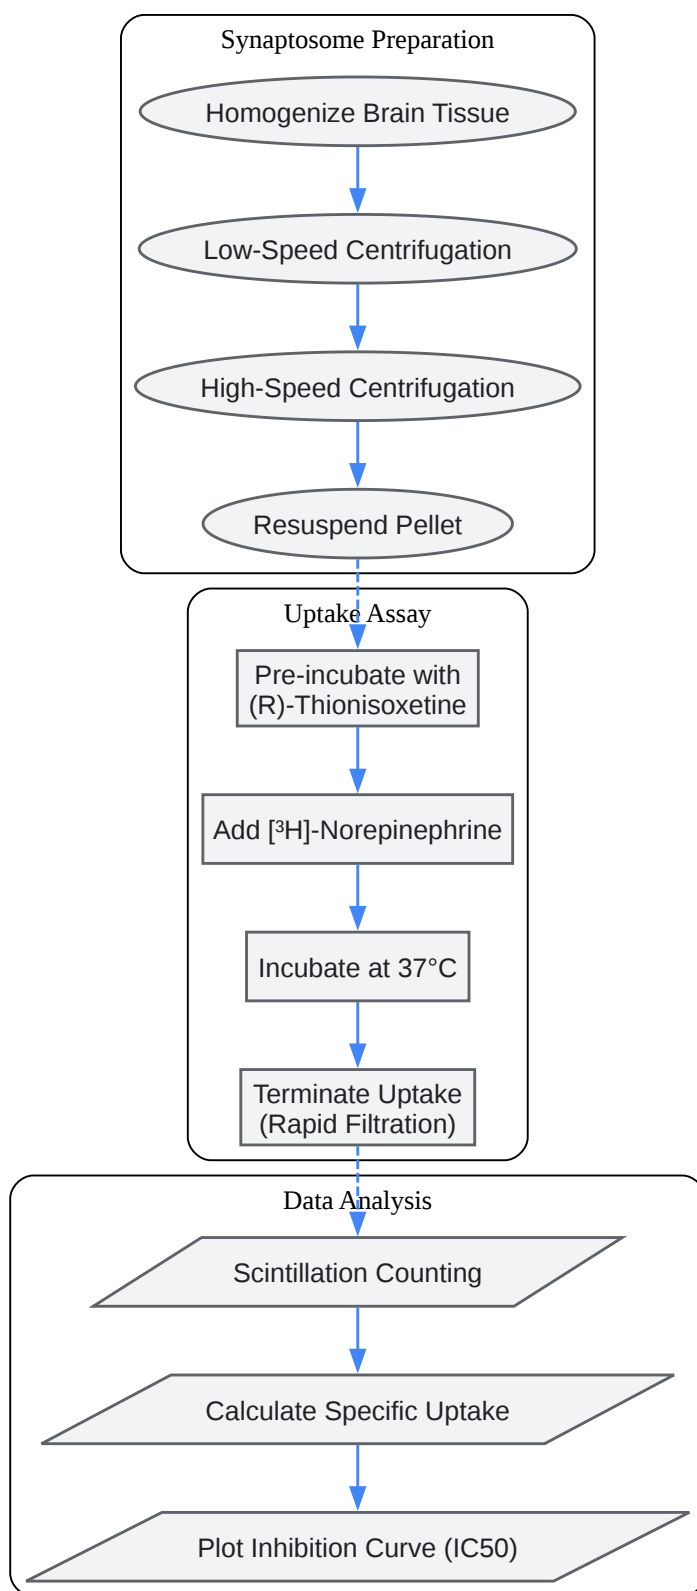 Synaptosome Preparation
Homogenize Brain Tissue
Low-Speed Centrifugation
High-Speed Centrifugation
Resuspend Pellet
Uptake Assay
Pre-incubate with
(R)-Thionisoxetine
Add [³H]-Norepinephrine
Incubate at 37°C
Terminate Uptake
(Rapid Filtration)
Data Analysis
Scintillation Counting
Calculate Specific Uptake
Plot Inhibition Curve (IC50)